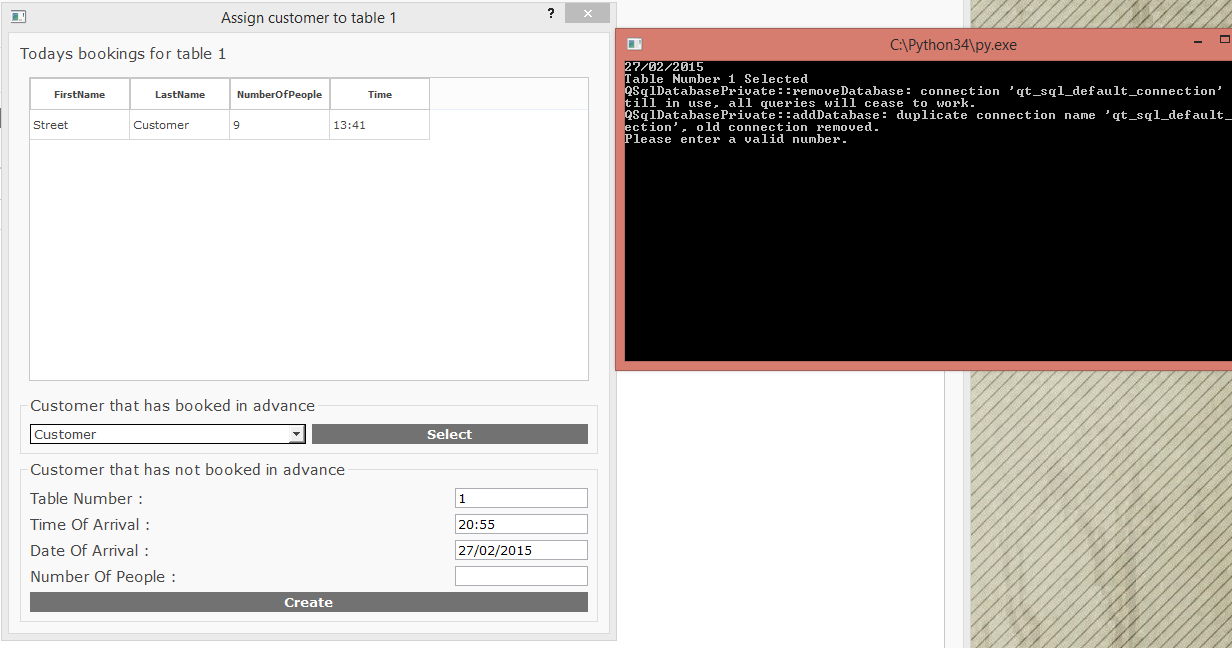 Assign customer to table 1
?
Todays bookings for table 1
FirstName LastName NumberOfPeople Time
Street Customer 9 13:41
Customer that has booked in advance
Customer Select
Customer that has not booked in advance
Table Number : 1
Time Of Arrival : 20:55
Date Of Arrival : 27/02/2015
Number Of People :
Create
C:\Python34\py.exe
27/02/2015
Table Number 1 Selected
QSqlDatabasePrivate::removeDatabase: connection 'qt_sql_default_connection'
till in use, all queries will cease to work.
QSqlDatabasePrivate::addDatabase: duplicate connection name 'qt_sql_default_
ection', old connection removed.
Please enter a valid number.